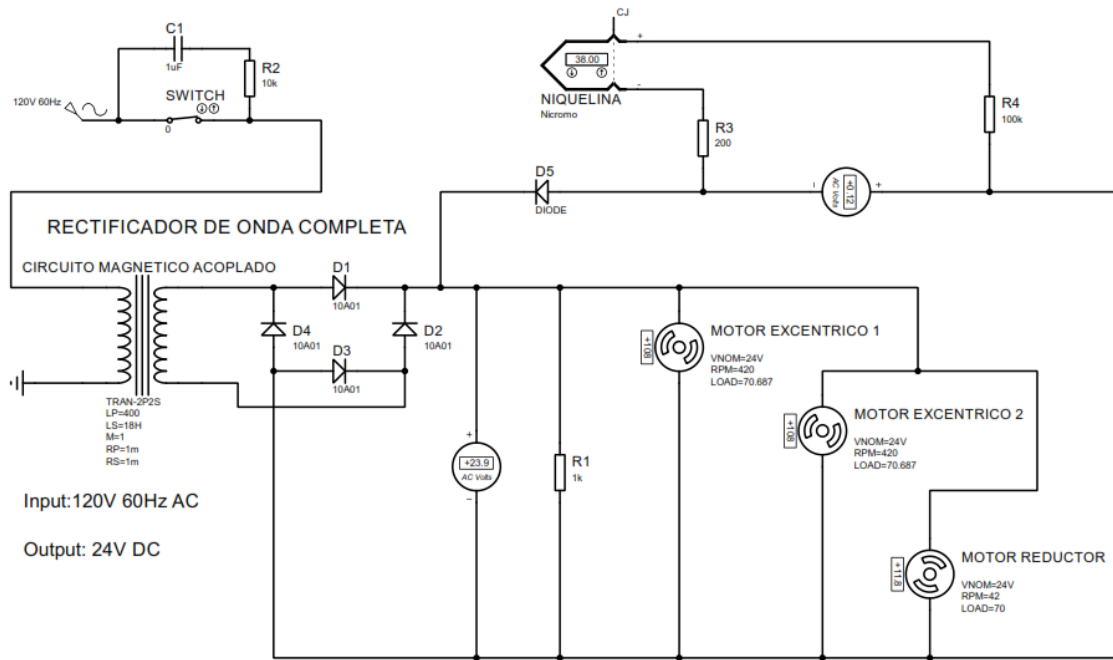 C1
1uF
R2
10k
120V 60Hz
SWITCH
0
CJ
+
38.00
-
NIQUELINA
Nicromo
R3
200
R4
100k
D5
DIODE
-
+0.12
AC Volts
+
RECTIFICADOR DE ONDA COMPLETA
CIRCUITO MAGNETICO ACOPLADO
TRAN-2P2S
LP=400
LS=18H
M=1
RP=1m
RS=1m
D1
10A01
D4
10A01
D2
10A01
D3
10A01
+
+23.9
AC Volts
-
R1
1k
+108
MOTOR EXCENTRICO 1
VNOM=24V
RPM=420
LOAD=70.687
+108
MOTOR EXCENTRICO 2
VNOM=24V
RPM=420
LOAD=70.687
+11.8
MOTOR REDUCTOR
VNOM=24V
RPM=42
LOAD=70
Input:120V 60Hz AC
Output: 24V DC